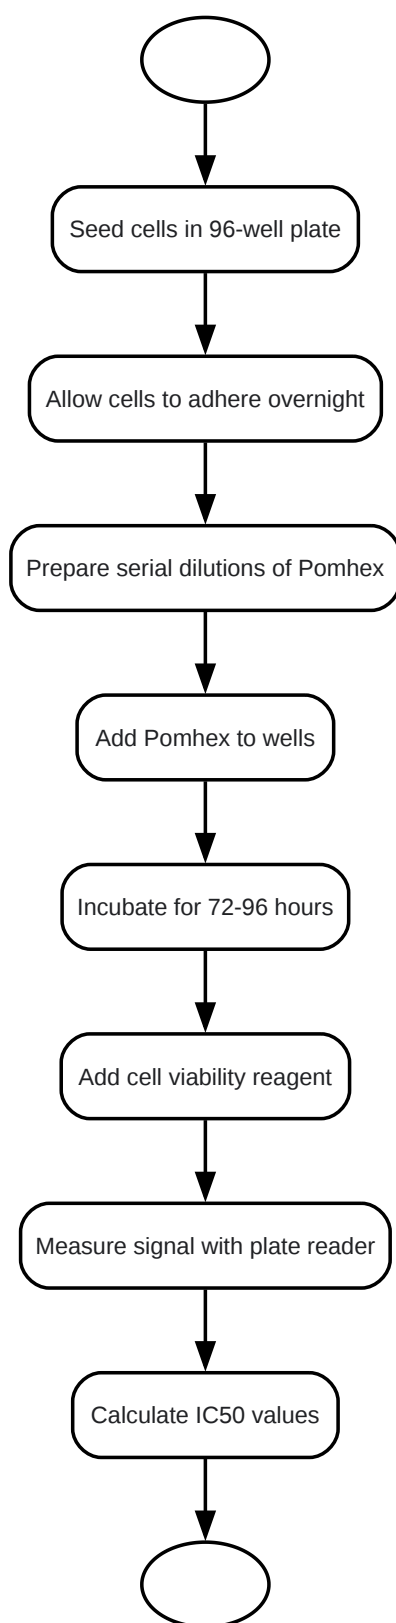 Seed cells in 96-well plate
Allow cells to adhere overnight
Prepare serial dilutions of Pomhex
Add Pomhex to wells
Incubate for 72-96 hours
Add cell viability reagent
Measure signal with plate reader
Calculate IC50 values